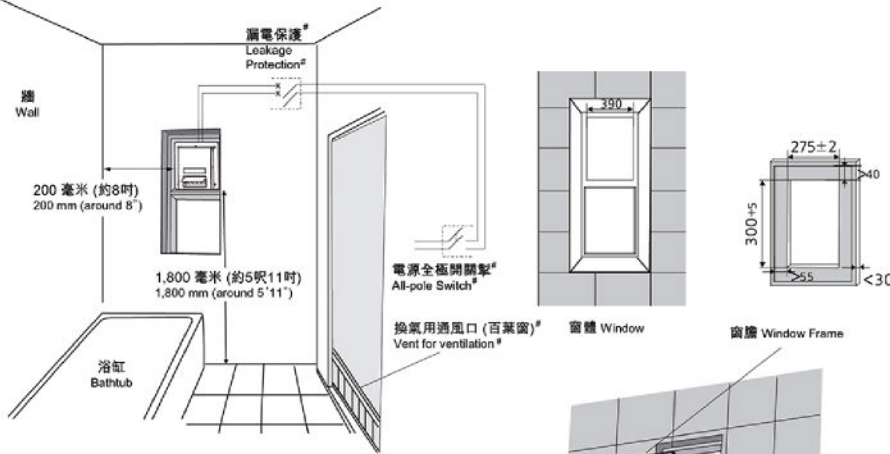 漏電保護#
Leakage
Protection#
牆
Wall
200 毫米 (約8吋)
200 mm (around 8")
1,800 毫米 (約5呎11吋)
1,800 mm (around 5'11")
浴缸
Bathtub
電源全極開關掣#
All-pole Switch#
換氣用通風口 (百葉窗)#
Vent for ventilation#
390
窗體 Window
275±2
>40
300+5
>55
<30
窗框 Window Frame